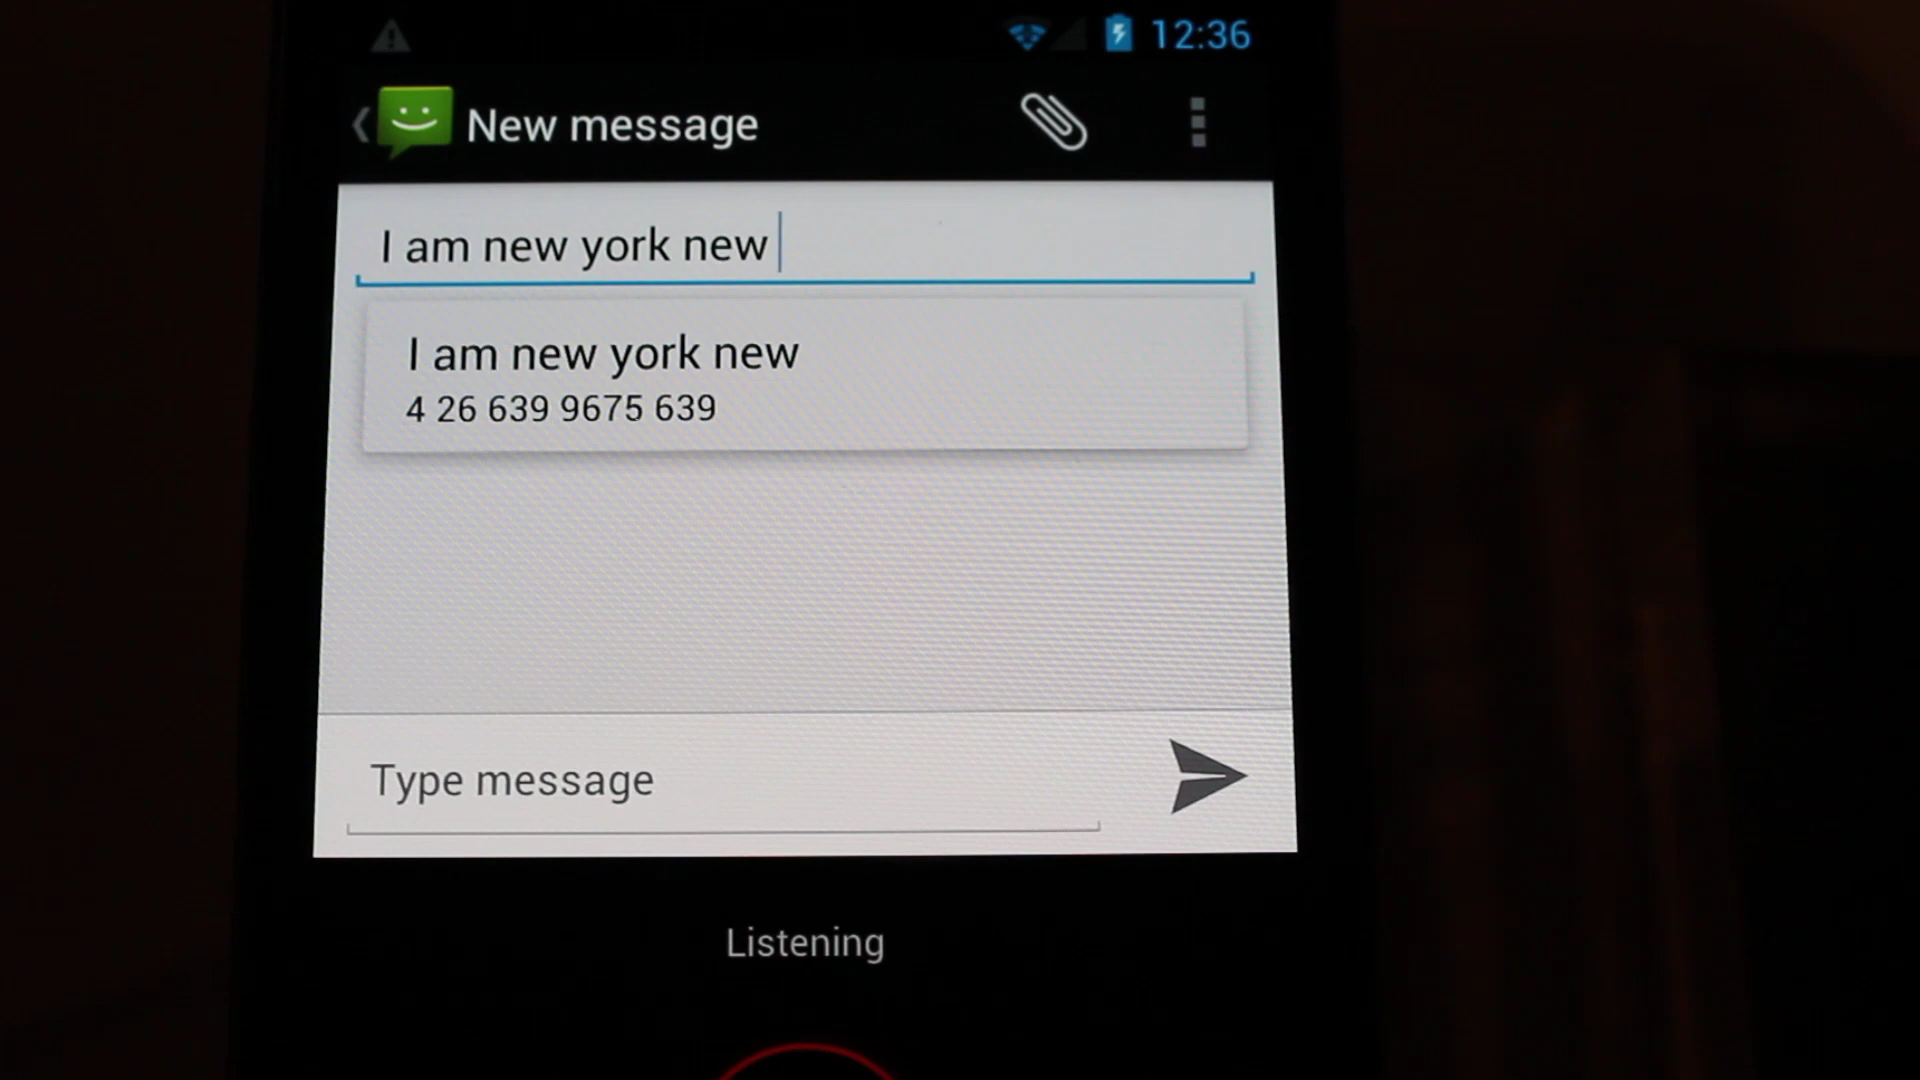 12:36
New message
I am new york new
I am new york new
4 26 639 9675 639
Type message
Listening